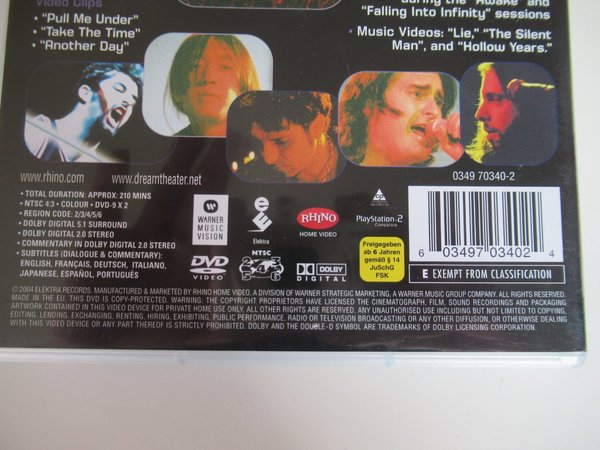 Video Clips
• "Pull Me Under"
• "Take The Time"
• "Another Day"
during the "Awake" and
"Falling Into Infinity" sessions
• Music Videos: "Lie," "The Silent
Man", and "Hollow Years."
0349 70340-2
www.rhino.com
www.dreamtheater.net
• TOTAL DURATION: APPROX: 210 MINS
• NTSC 4:3 • COLOUR • DVD-9 X 2
• REGION CODE: 2/3/4/5/6
• DOLBY DIGITAL 5.1 SURROUND
• DOLBY DIGITAL 2.0 STEREO
• COMMENTARY IN DOLBY DIGITAL 2.0 STEREO
• SUBTITLES (DIALOGUE & COMMENTARY):
ENGLISH, FRANÇAIS, DEUTSCH, ITALIANO,
JAPANESE, ESPAÑOL, PORTUGUÊS
WARNER
MUSIC
VISION
Elektra
RHINO
HOME VIDEO
PlayStation.2
Compatible
DVD
VIDEO
NTSC
DOLBY
DIGITAL
Freigegeben
ab 6 Jahren
gemäß § 14
JuSchG
FSK
6 03497 03402 4
E EXEMPT FROM CLASSIFICATION
© 2004 ELEKTRA RECORDS. MANUFACTURED & MARKETED BY RHINO HOME VIDEO, A DIVISION OF WARNER STRATEGIC MARKETING, A WARNER MUSIC GROUP COMPANY. ALL RIGHTS RESERVED.
MADE IN THE EU. THIS DVD IS COPY-PROTECTED. WARNING: THE COPYRIGHT PROPRIETORS HAVE LICENSED THE CINEMATOGRAPH, FILM, SOUND RECORDINGS AND PACKAGING
ARTWORK CONTAINED IN THIS VIDEO DEVICE FOR PRIVATE HOME USE ONLY. ALL OTHER RIGHTS ARE RESERVED. ANY UNAUTHORISED USE INCLUDING BUT NOT LIMITED TO COPYING,
EDITING, LENDING, EXCHANGING, RENTING, HIRING, EXHIBITING, PUBLIC PERFORMANCE, RADIO OR TELEVISION BROADCASTING OR ANY OTHER DIFFUSION, OR OTHERWISE DEALING
WITH THIS VIDEO DEVICE OR ANY PART THEREOF IS STRICTLY PROHIBITED. DOLBY AND THE DOUBLE-D SYMBOL ARE TRADEMARKS OF DOLBY LICENSING CORPORATION.